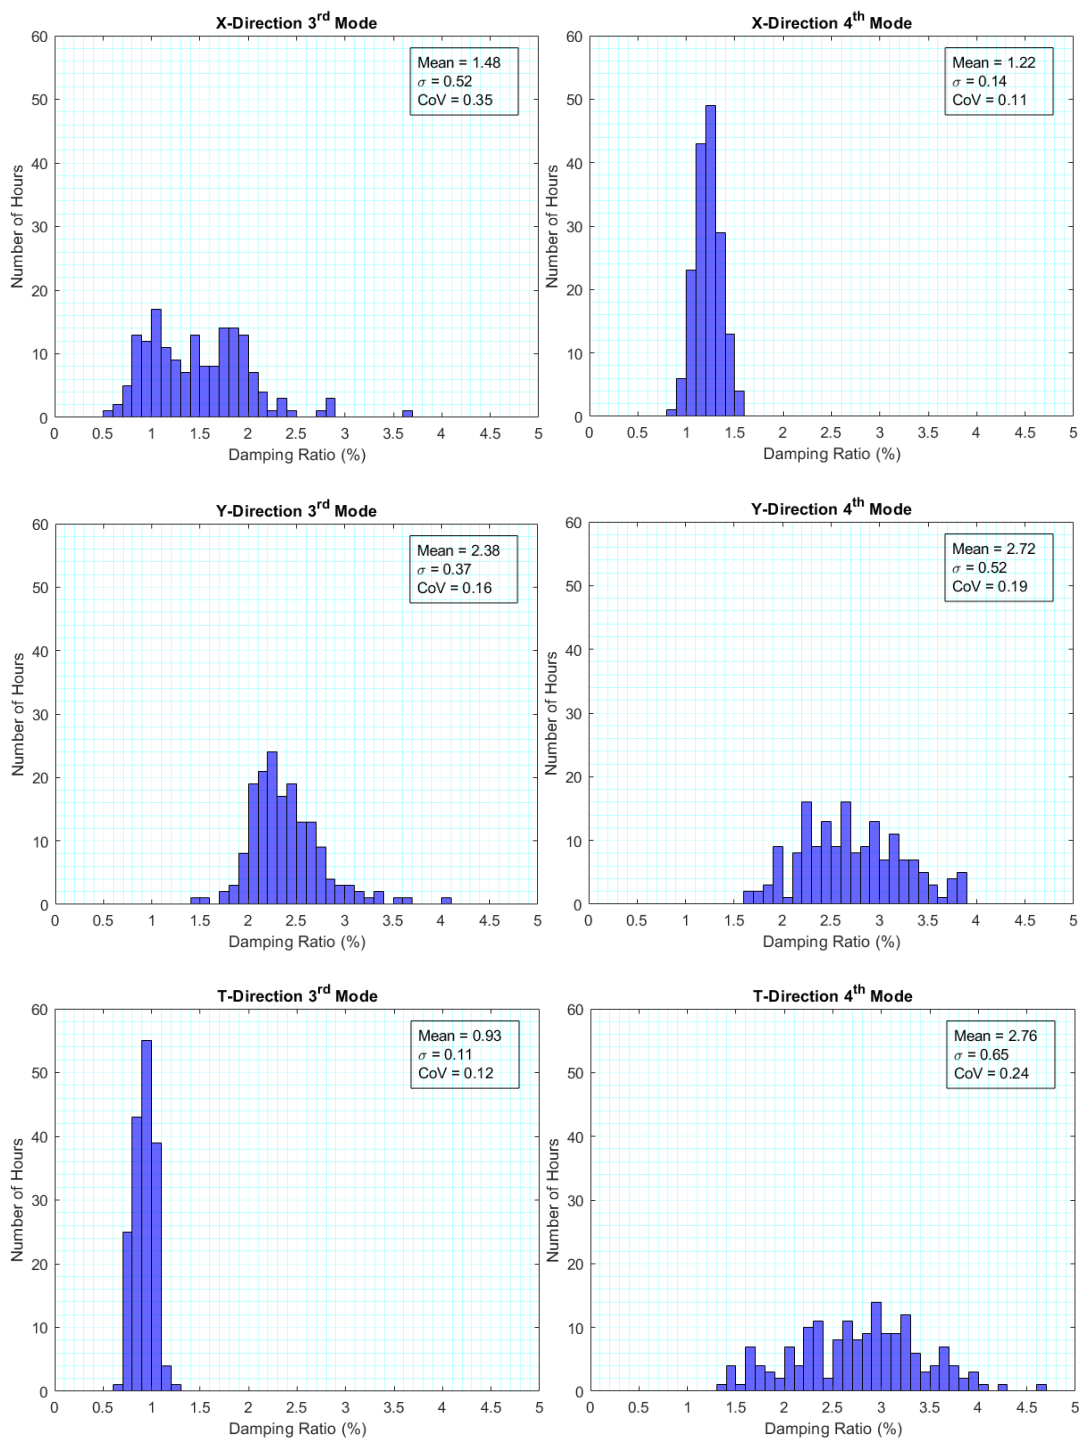 X-Direction 3rd Mode
60
50
40
30
20
10
0
Number of Hours
Mean = 1.48
σ = 0.52
CoV = 0.35
0 0.5 1 1.5 2 2.5 3 3.5 4 4.5 5
Damping Ratio (%)
X-Direction 4th Mode
60
50
40
30
20
10
0
Number of Hours
Mean = 1.22
σ = 0.14
CoV = 0.11
0 0.5 1 1.5 2 2.5 3 3.5 4 4.5 5
Damping Ratio (%)
Y-Direction 3rd Mode
60
50
40
30
20
10
0
Number of Hours
Mean = 2.38
σ = 0.37
CoV = 0.16
0 0.5 1 1.5 2 2.5 3 3.5 4 4.5 5
Damping Ratio (%)
Y-Direction 4th Mode
60
50
40
30
20
10
0
Number of Hours
Mean = 2.72
σ = 0.52
CoV = 0.19
0 0.5 1 1.5 2 2.5 3 3.5 4 4.5 5
Damping Ratio (%)
T-Direction 3rd Mode
60
50
40
30
20
10
0
Number of Hours
Mean = 0.93
σ = 0.11
CoV = 0.12
0 0.5 1 1.5 2 2.5 3 3.5 4 4.5 5
Damping Ratio (%)
T-Direction 4th Mode
60
50
40
30
20
10
0
Number of Hours
Mean = 2.76
σ = 0.65
CoV = 0.24
0 0.5 1 1.5 2 2.5 3 3.5 4 4.5 5
Damping Ratio (%)